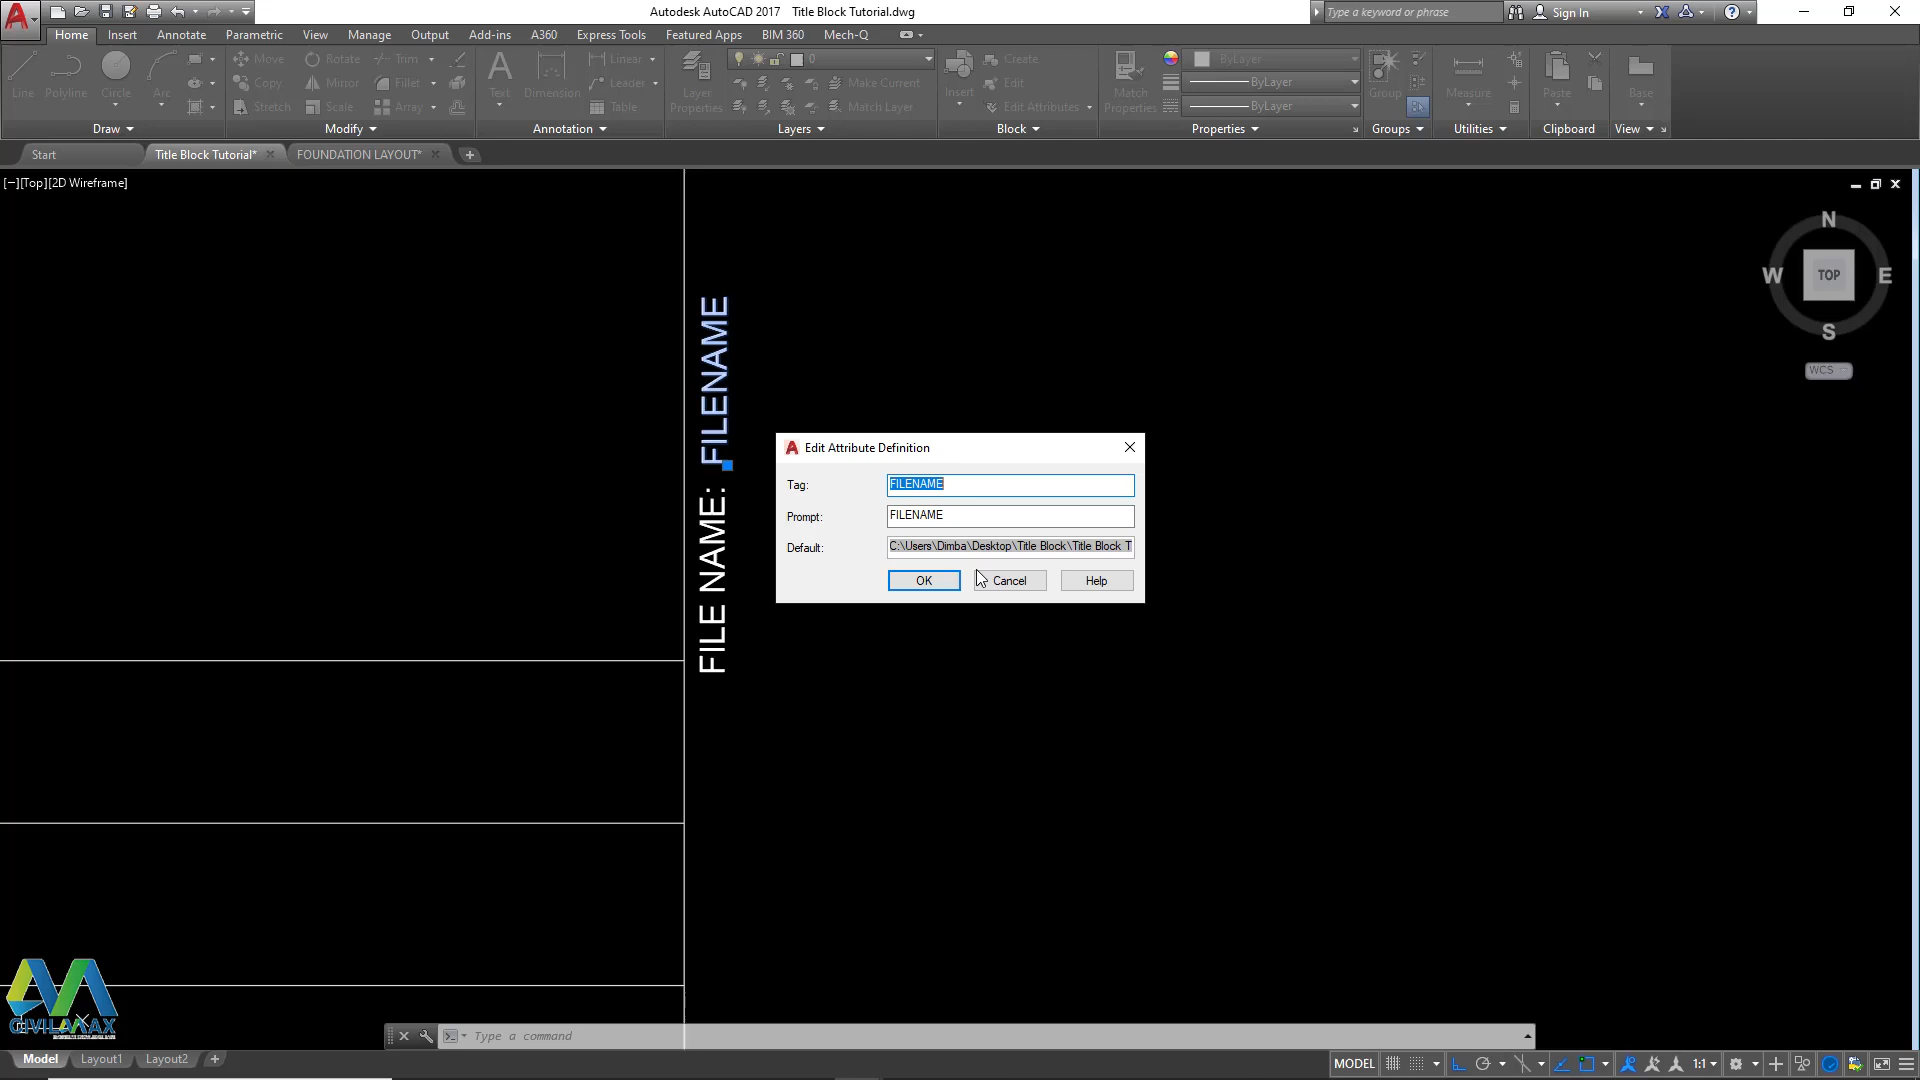 Autodesk AutoCAD 2017 Title Block Tutorial.dwg
Type a keyword or phrase
Sign In
Home Insert Annotate Parametric View Manage Output Add-ins A360 Express Tools Featured Apps BIM 360 Mech-Q
Line Polyline Circle Arc
Move Rotate Trim
Copy Mirror Fillet
Stretch Scale Array
Text Dimension
Linear
Leader
Table
Layer Properties
0
Make Current
Match Layer
Insert
Create
Edit
Edit Attributes
Match Properties
ByLayer
ByLayer
ByLayer
Group
Measure
Paste
Base
Draw Modify Annotation Layers Block Properties Groups Utilities Clipboard View
Start Title Block Tutorial* FOUNDATION LAYOUT*
[−][Top][2D Wireframe]
N
W TOP E
S
WCS
FILE NAME: FILENAME
Edit Attribute Definition
Tag: FILENAME
Prompt: FILENAME
Default: C:\Users\Dimba\Desktop\Title Block\Title Block T
OK Cancel Help
CIVILMAX
Type a command
Model Layout1 Layout2
MODEL 1:1